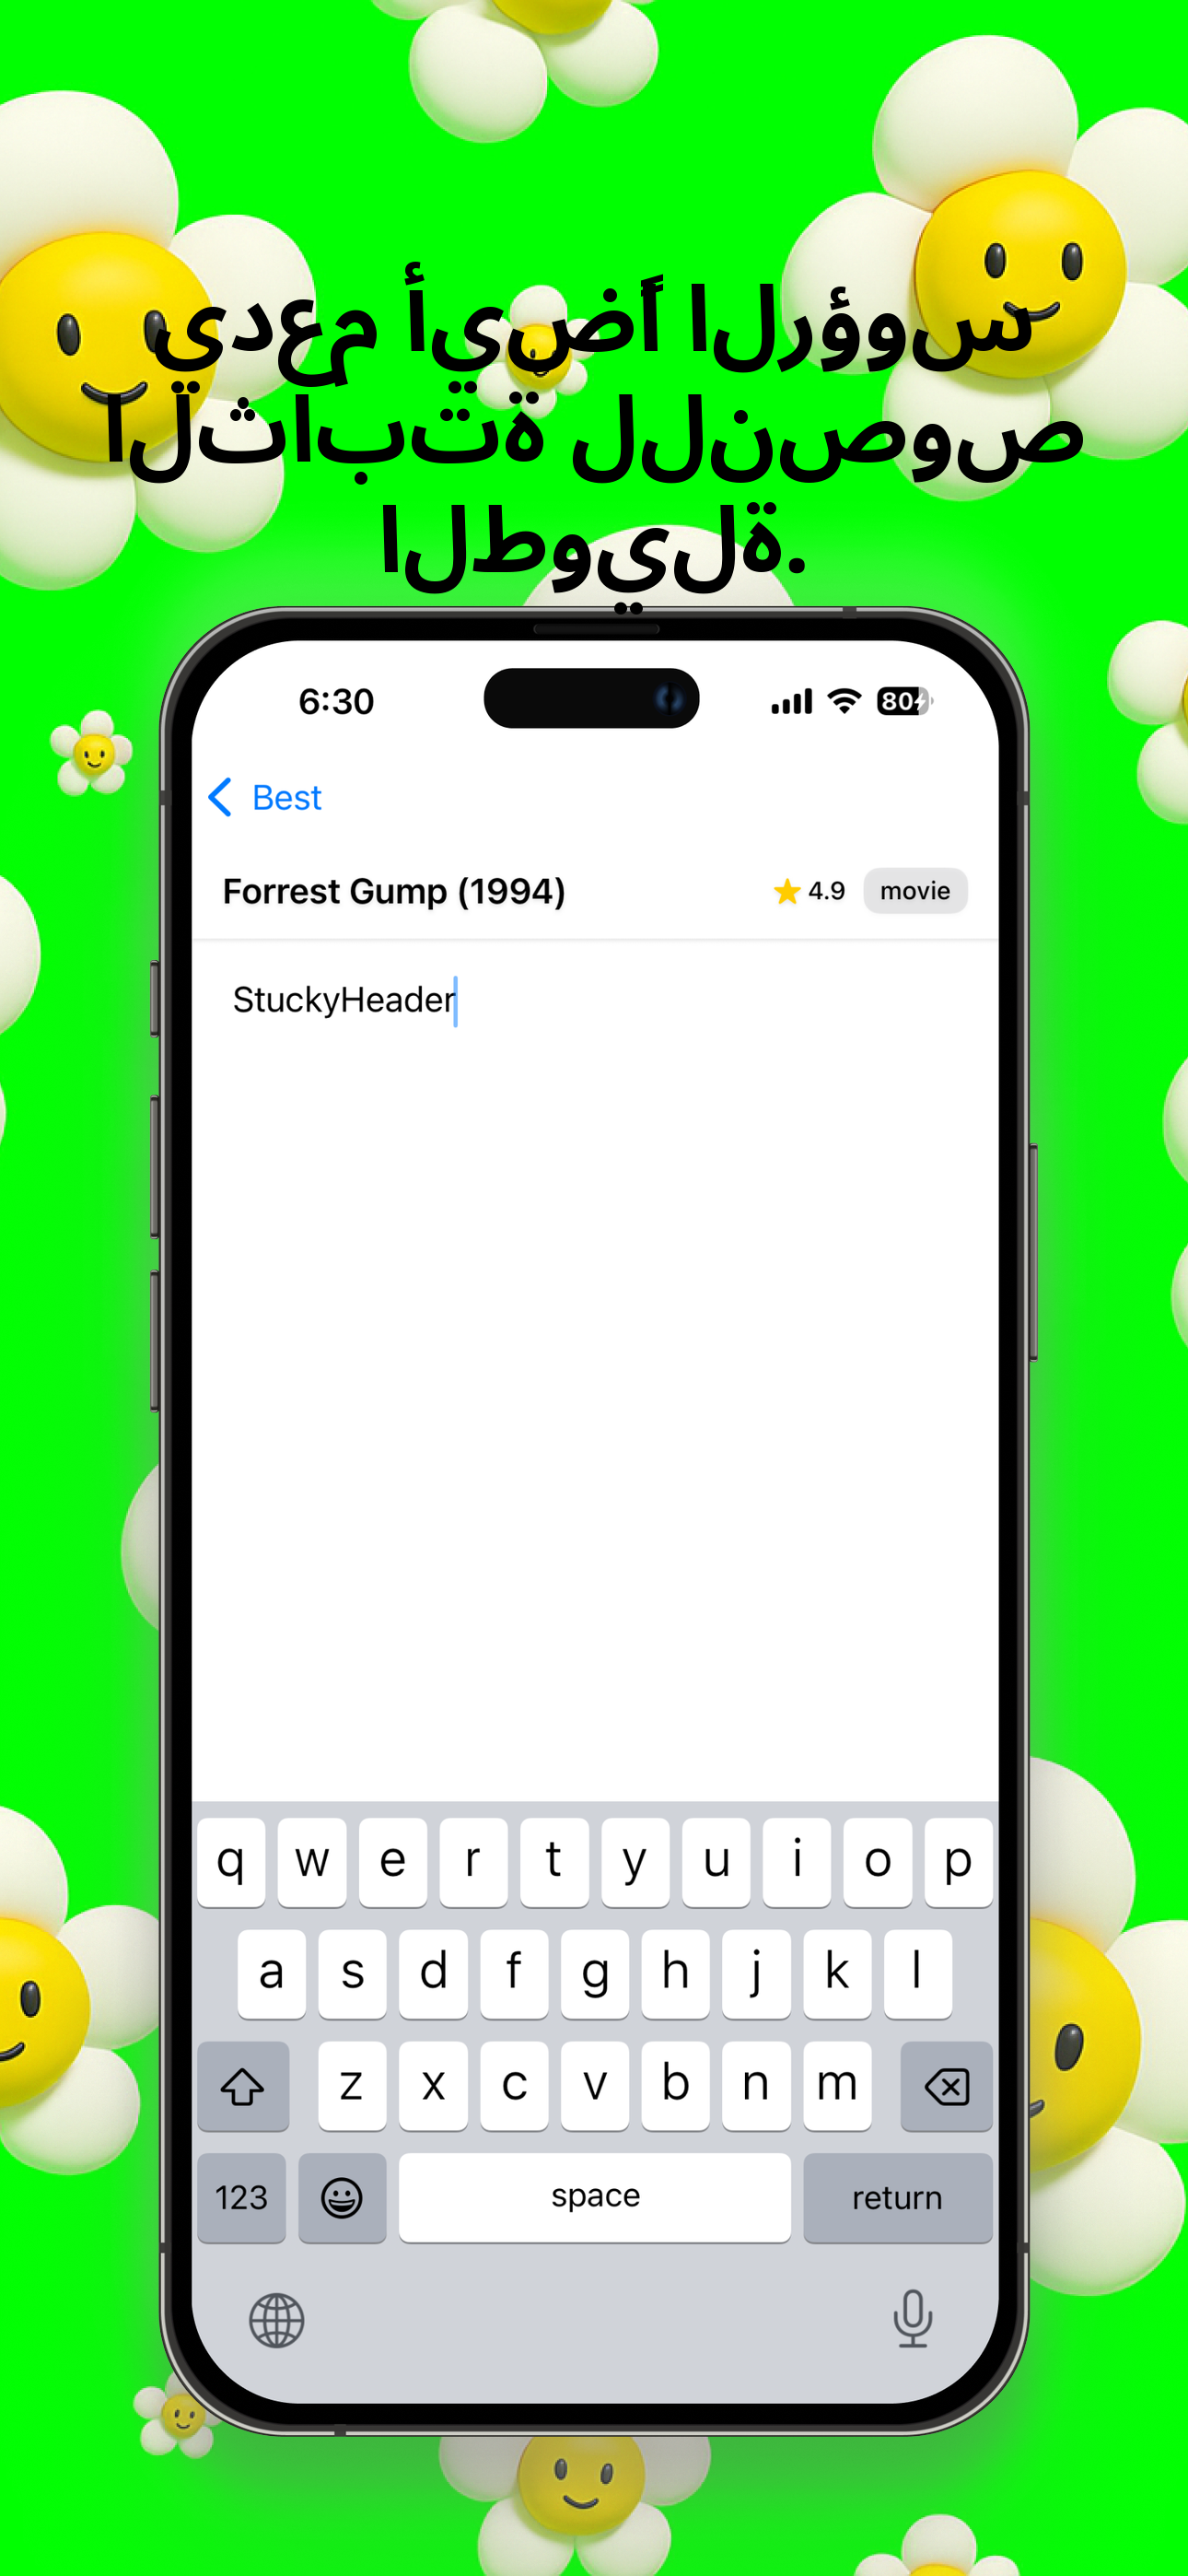 يدعم أيضاً الرؤوس
الثابتة للنصوص
الطويلة.
6:30
80
Best
Forrest Gump (1994)
4.9 movie
StuckyHeader
q w e r t y u i o p
a s d f g h j k l
z x c v b n m
123 space return